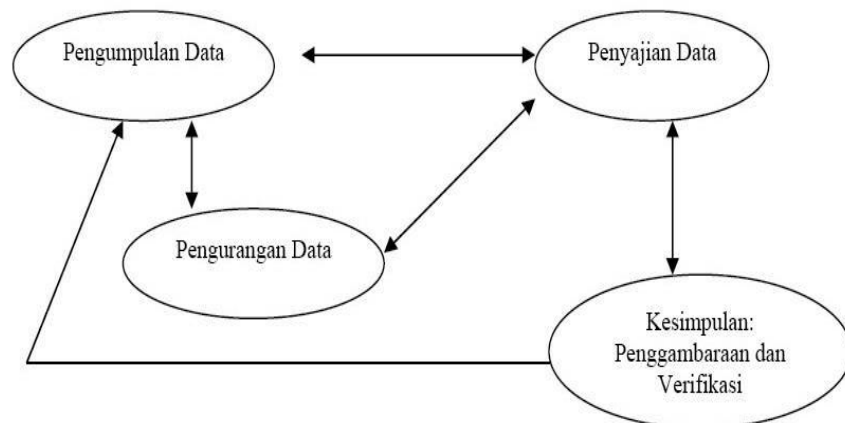 Pengumpulan Data
Penyajian Data
Pengurangan Data
Kesimpulan:
Penggambaraan dan
Verifikasi